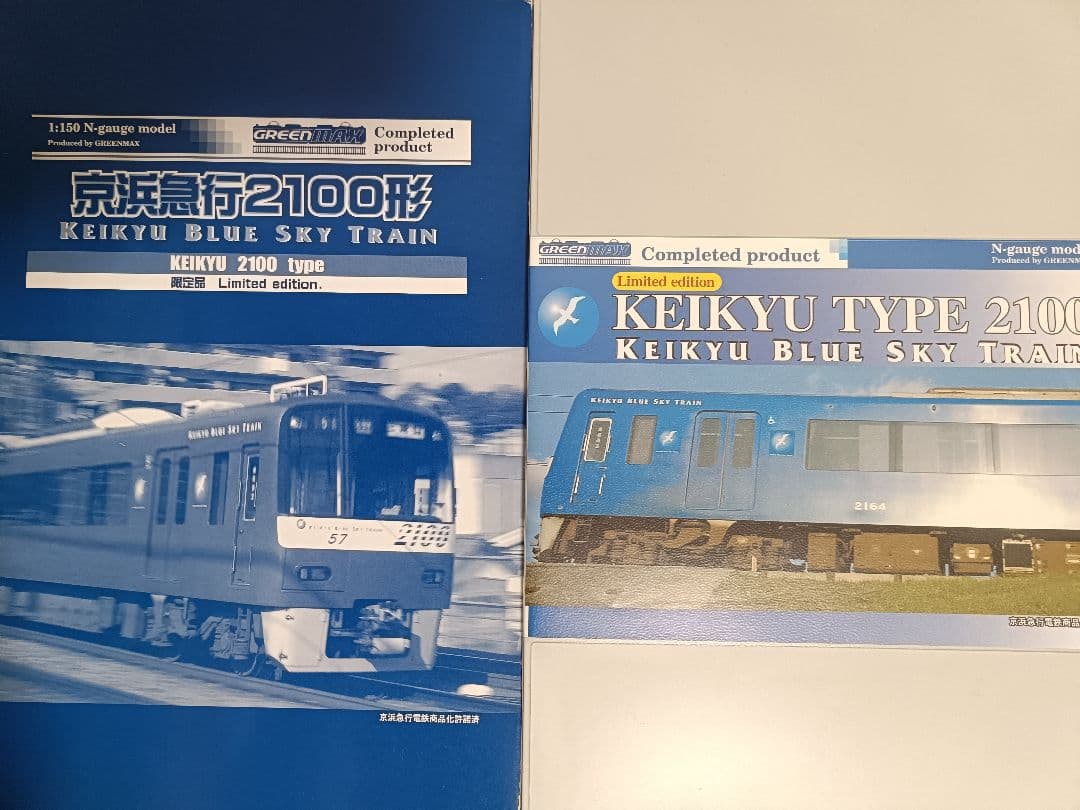 1:150 N-gauge model
Produced by GREENMAX
GREENMAX
Completed
product
京浜急行2100形
KEIKYU BLUE SKY TRAIN
KEIKYU 2100 type
限定品 Limited edition.
KEIKYU BLUE SKY TRAIN
57
2100
京浜急行電鉄商品化許諾済
GREENMAX
Completed product
N-gauge mod
Produced by GREENM
Limited edition
KEIKYU TYPE 2100
KEIKYU BLUE SKY TRAIN
KEIKYU BLUE SKY TRAIN
2164
京浜急行電鉄商品